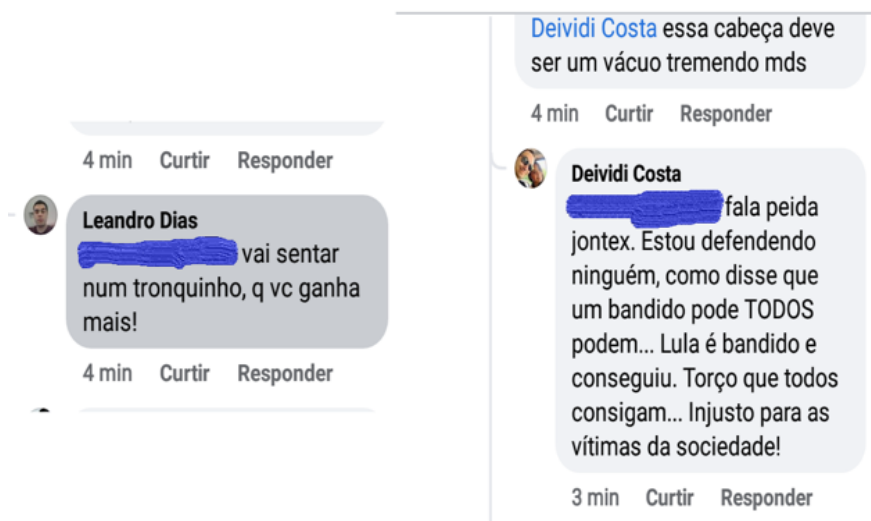 4 min Curtir Responder
Leandro Dias
vai sentar
num tronquinho, q vc ganha
mais!
4 min Curtir Responder
Deividi Costa essa cabeça deve
ser um vácuo tremendo mds
4 min Curtir Responder
Deividi Costa
fala peida
jontex. Estou defendendo
ninguém, como disse que
um bandido pode TODOS
podem... Lula é bandido e
conseguiu. Torço que todos
consigam... Injusto para as
vítimas da sociedade!
3 min Curtir Responder